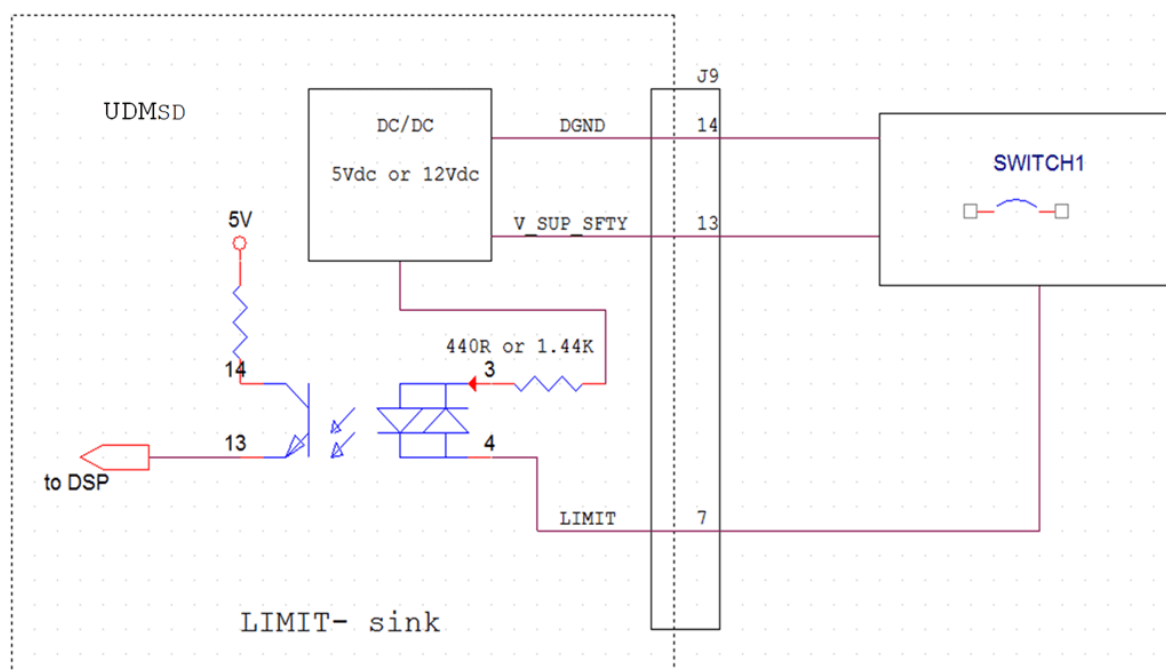 J9
UDMSD
DC/DC
DGND
14
5Vdc or 12Vdc
SWITCH1
5V
V_SUP_SFTY
13
440R or 1.44K
14
3
13
4
to DSP
LIMIT
7
LIMIT- sink